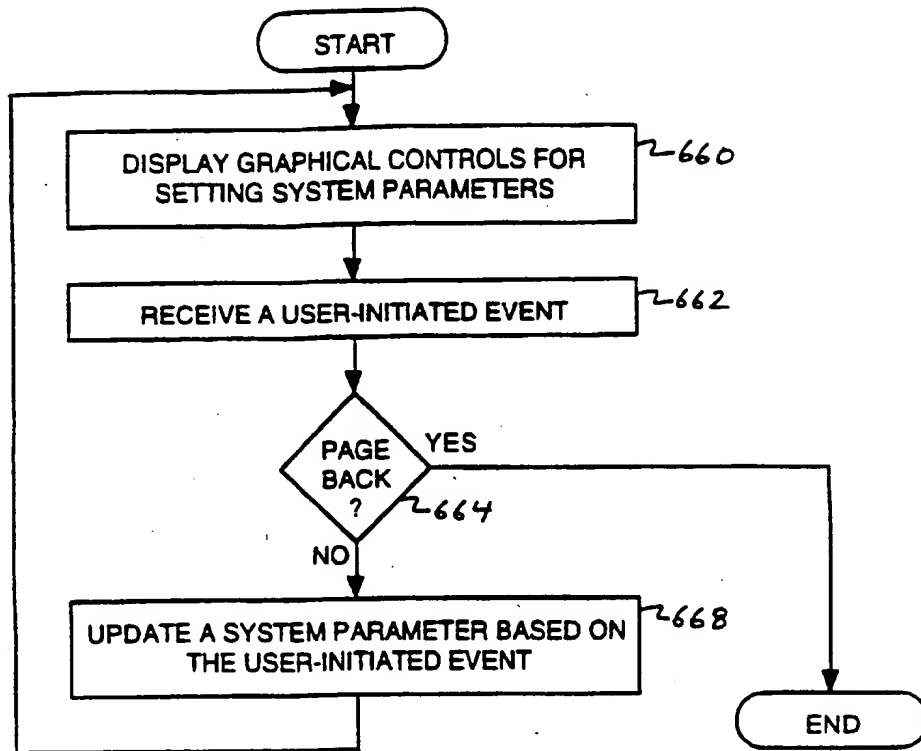 START
DISPLAY GRAPHICAL CONTROLS FOR
SETTING SYSTEM PARAMETERS
660
RECEIVE A USER-INITIATED EVENT
662
PAGE
BACK
?
YES
664
NO
UPDATE A SYSTEM PARAMETER BASED ON
THE USER-INITIATED EVENT
668
END